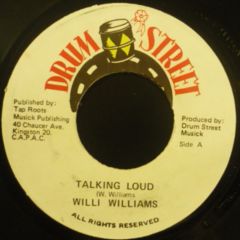 DRUM STREET
Published by:
Tap Roots
Musick Publishing
40 Chaucer Ave.
Kingston 20.
C.A.P.A.C.
Produced by:
Drum Street
Musick
Side A
TALKING LOUD
(W. Williams)
WILLI WILLIAMS
ALL RIGHTS RESERVED